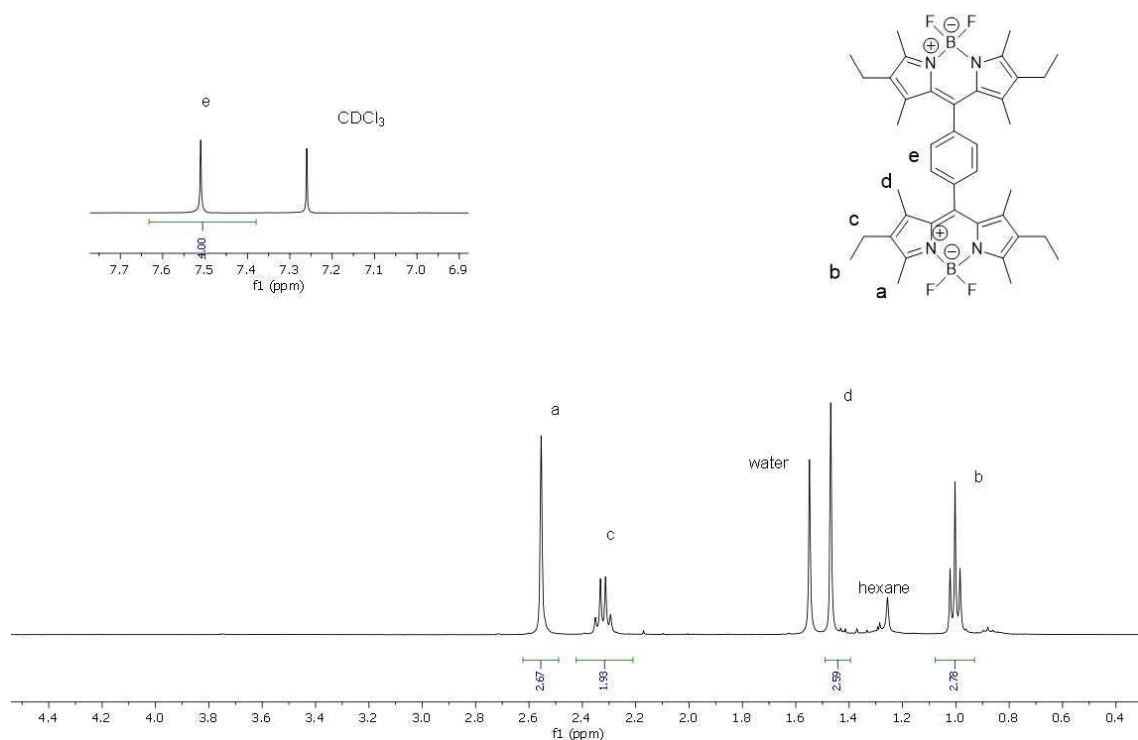 e
CDCl3
4.00
7.7 7.6 7.5 7.4 7.3 7.2 7.1 7.0 6.9
f1 (ppm)
F F
B ⊖
⊕ N N
e
d
c
b
a
⊕
N N
⊖
B
F F
a
c
water
d
hexane
b
2.67 1.93 2.59 2.78
4.4 4.2 4.0 3.8 3.6 3.4 3.2 3.0 2.8 2.6 2.4 2.2 2.0 1.8 1.6 1.4 1.2 1.0 0.8 0.6 0.4
f1 (ppm)